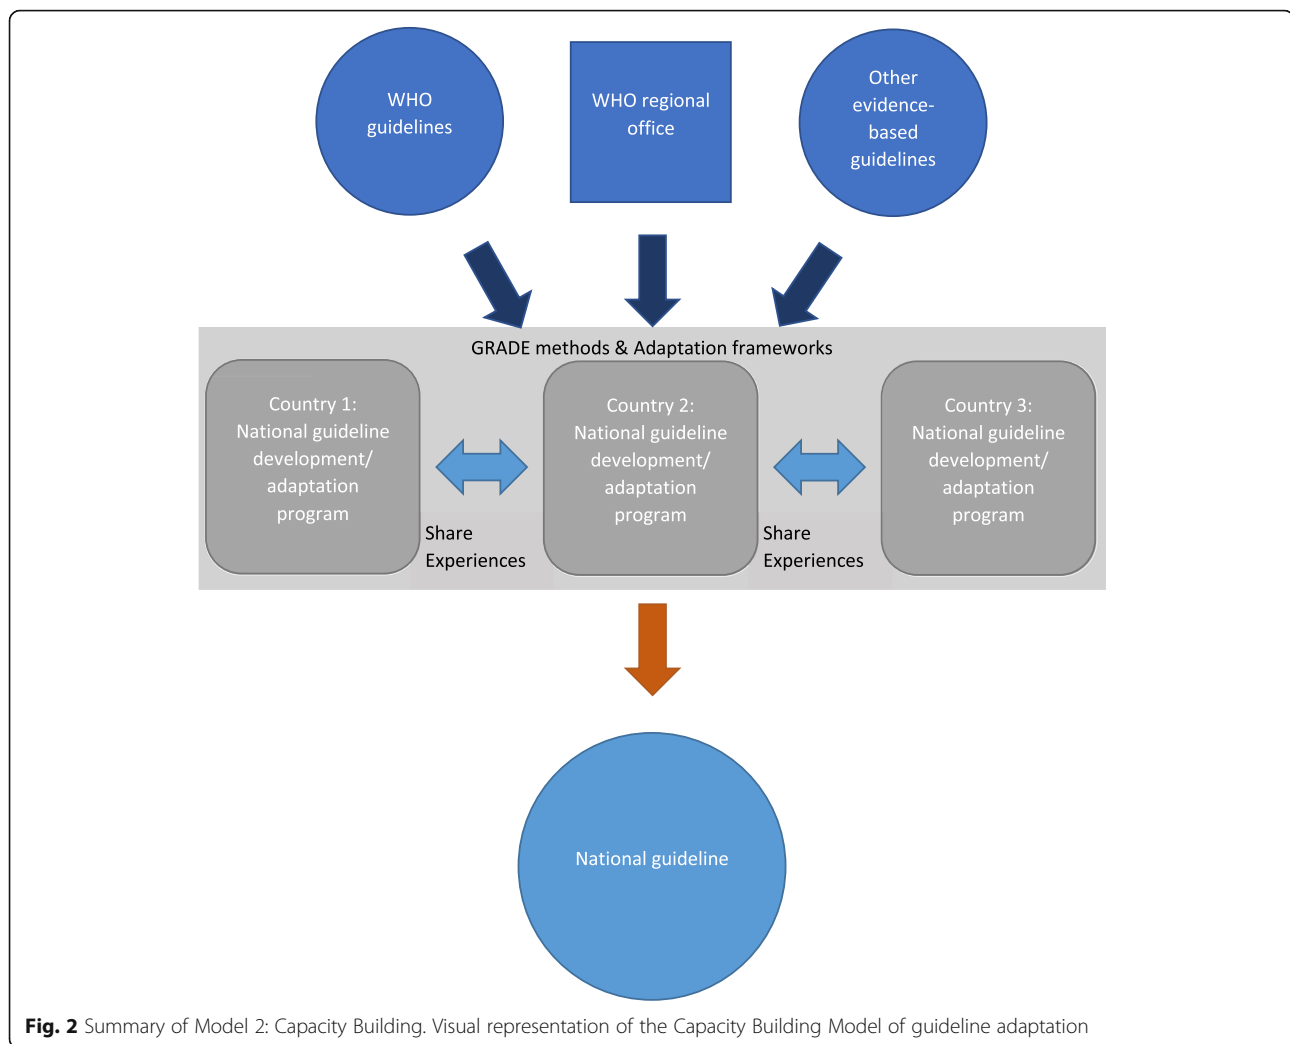 WHO
guidelines
WHO regional
office
Other
evidence-
based
guidelines
GRADE methods & Adaptation frameworks
Country 1:
National guideline
development/
adaptation
program
Share
Experiences
Country 2:
National guideline
development/
adaptation
program
Share
Experiences
Country 3:
National guideline
development/
adaptation
program
National guideline
Fig. 2 Summary of Model 2: Capacity Building. Visual representation of the Capacity Building Model of guideline adaptation